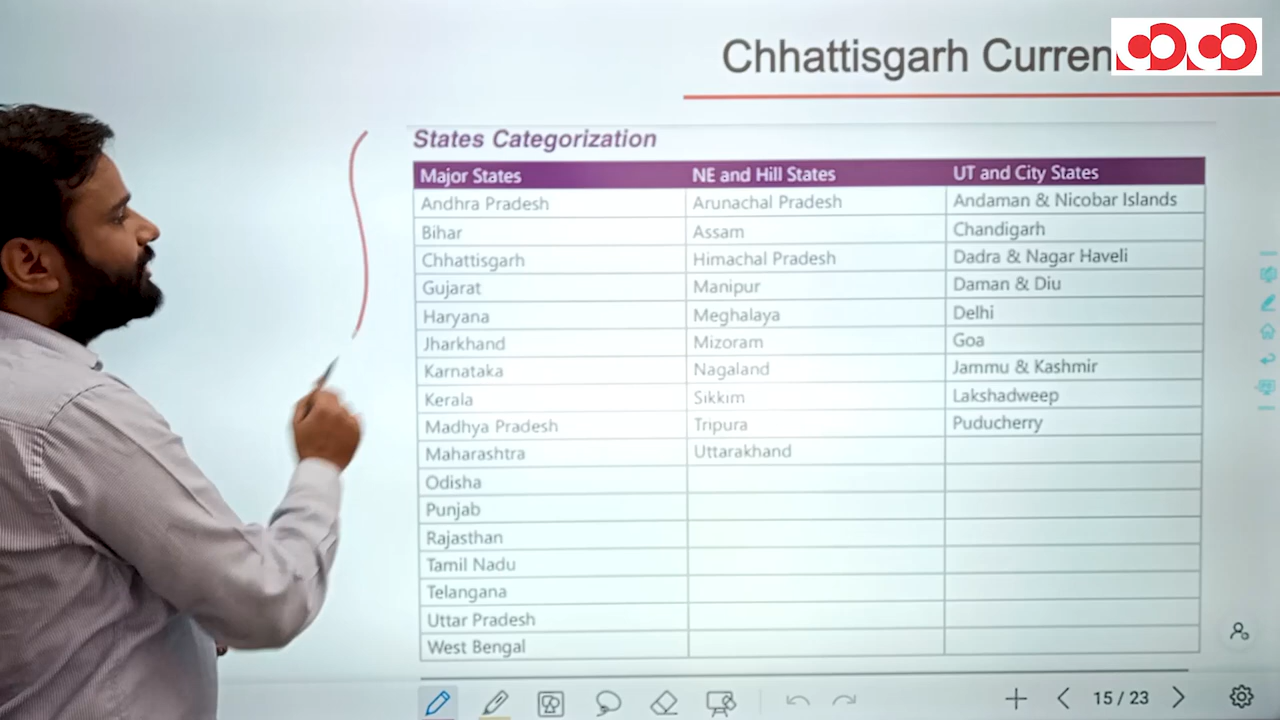 Chhattisgarh Curren
States Categorization
Major States NE and Hill States UT and City States
Andhra Pradesh Arunachal Pradesh Andaman & Nicobar Islands
Bihar Assam Chandigarh
Chhattisgarh Himachal Pradesh Dadra & Nagar Haveli
Gujarat Manipur Daman & Diu
Haryana Meghalaya Delhi
Jharkhand Mizoram Goa
Karnataka Nagaland Jammu & Kashmir
Kerala Sikkim Lakshadweep
Madhya Pradesh Tripura Puducherry
Maharashtra Uttarakhand
Odisha
Punjab
Rajasthan
Tamil Nadu
Telangana
Uttar Pradesh
West Bengal
15 / 23